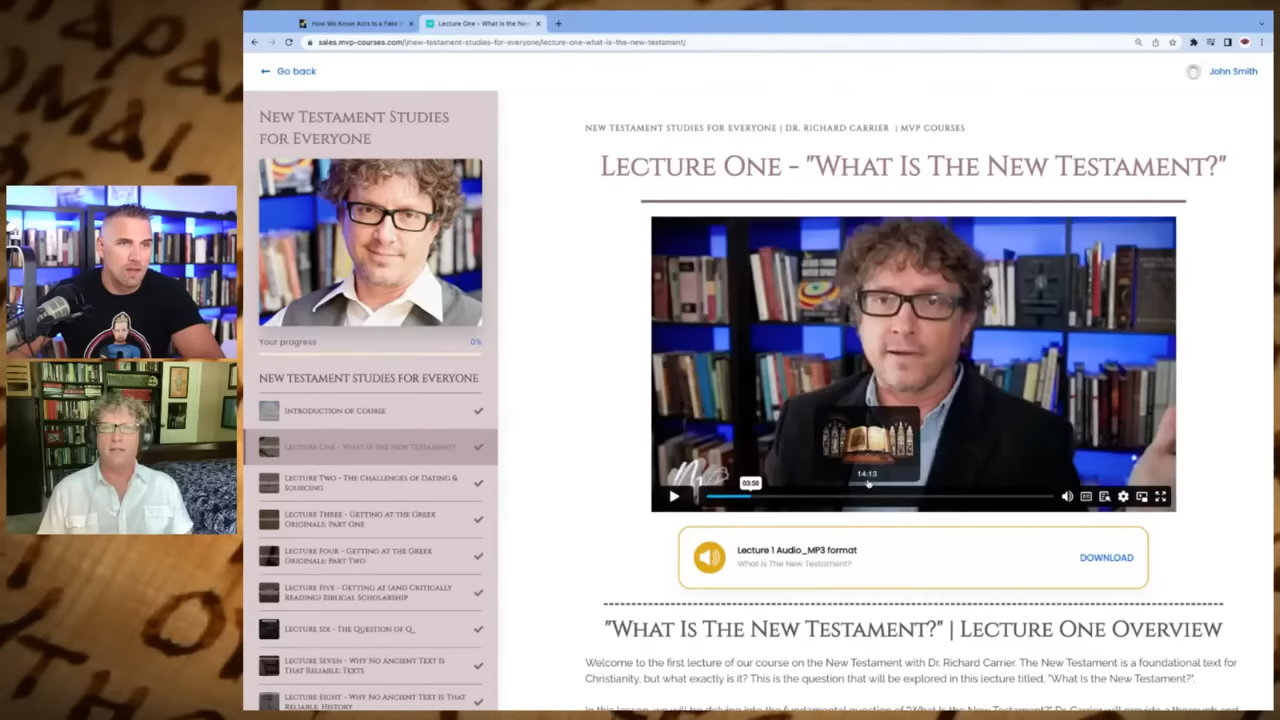 How We Know Acts Is a Fake
Lecture One – What Is the New
sales.mvp-courses.com/l/new-testament-studies-for-everyone/lecture-one-what-is-the-new-testament/
Go back
John Smith
New Testament Studies
for Everyone
Your progress
0%
NEW TESTAMENT STUDIES FOR EVERYONE
Introduction of Course
Lecture One - What Is The New Testament?
Lecture Two - The Challenges of Dating &
Sourcing
Lecture Three - Getting at the Greek
Originals: Part One
Lecture Four - Getting at the Greek
Originals: Part Two
Lecture Five - Getting at (and Critically
Reading) Biblical Scholarship
Lecture Six - The Question of Q_
Lecture Seven - Why No Ancient Text Is
That Reliable: Texts
Lecture Eight - Why No Ancient Text Is That
Reliable: History
NEW TESTAMENT STUDIES FOR EVERYONE | DR. RICHARD CARRIER | MVP COURSES
Lecture One - "What Is The New Testament?"
14:13
Lecture 1 Audio_MP3 format
What Is The New Testament?
DOWNLOAD
"What Is The New Testament?" | Lecture One Overview
Welcome to the first lecture of our course on the New Testament with Dr. Richard Carrier. The New Testament is a foundational text for
Christianity, but what exactly is it? This is the question that will be explored in this lecture titled. "What Is the New Testament?".